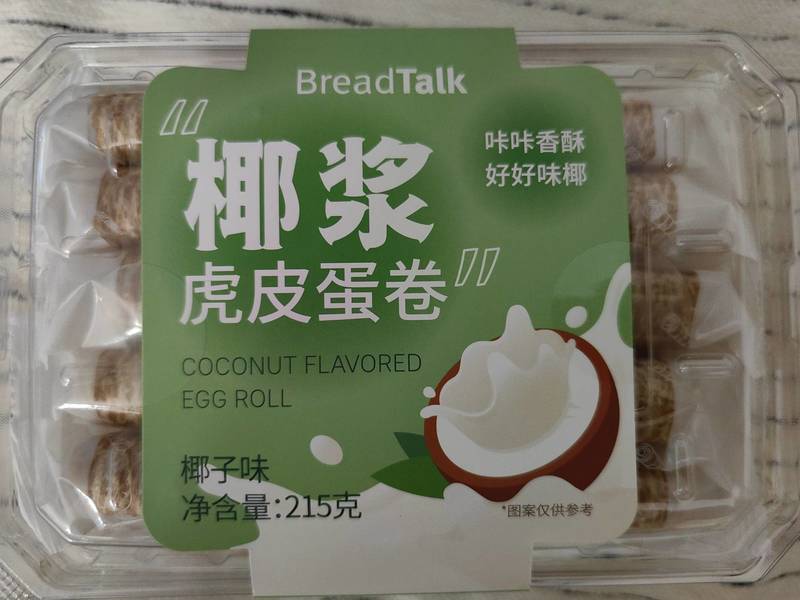 BreadTalk
咔咔香酥
好好味椰
"椰浆
虎皮蛋卷"
COCONUT FLAVORED
EGG ROLL
椰子味
净含量:215克
*图案仅供参考